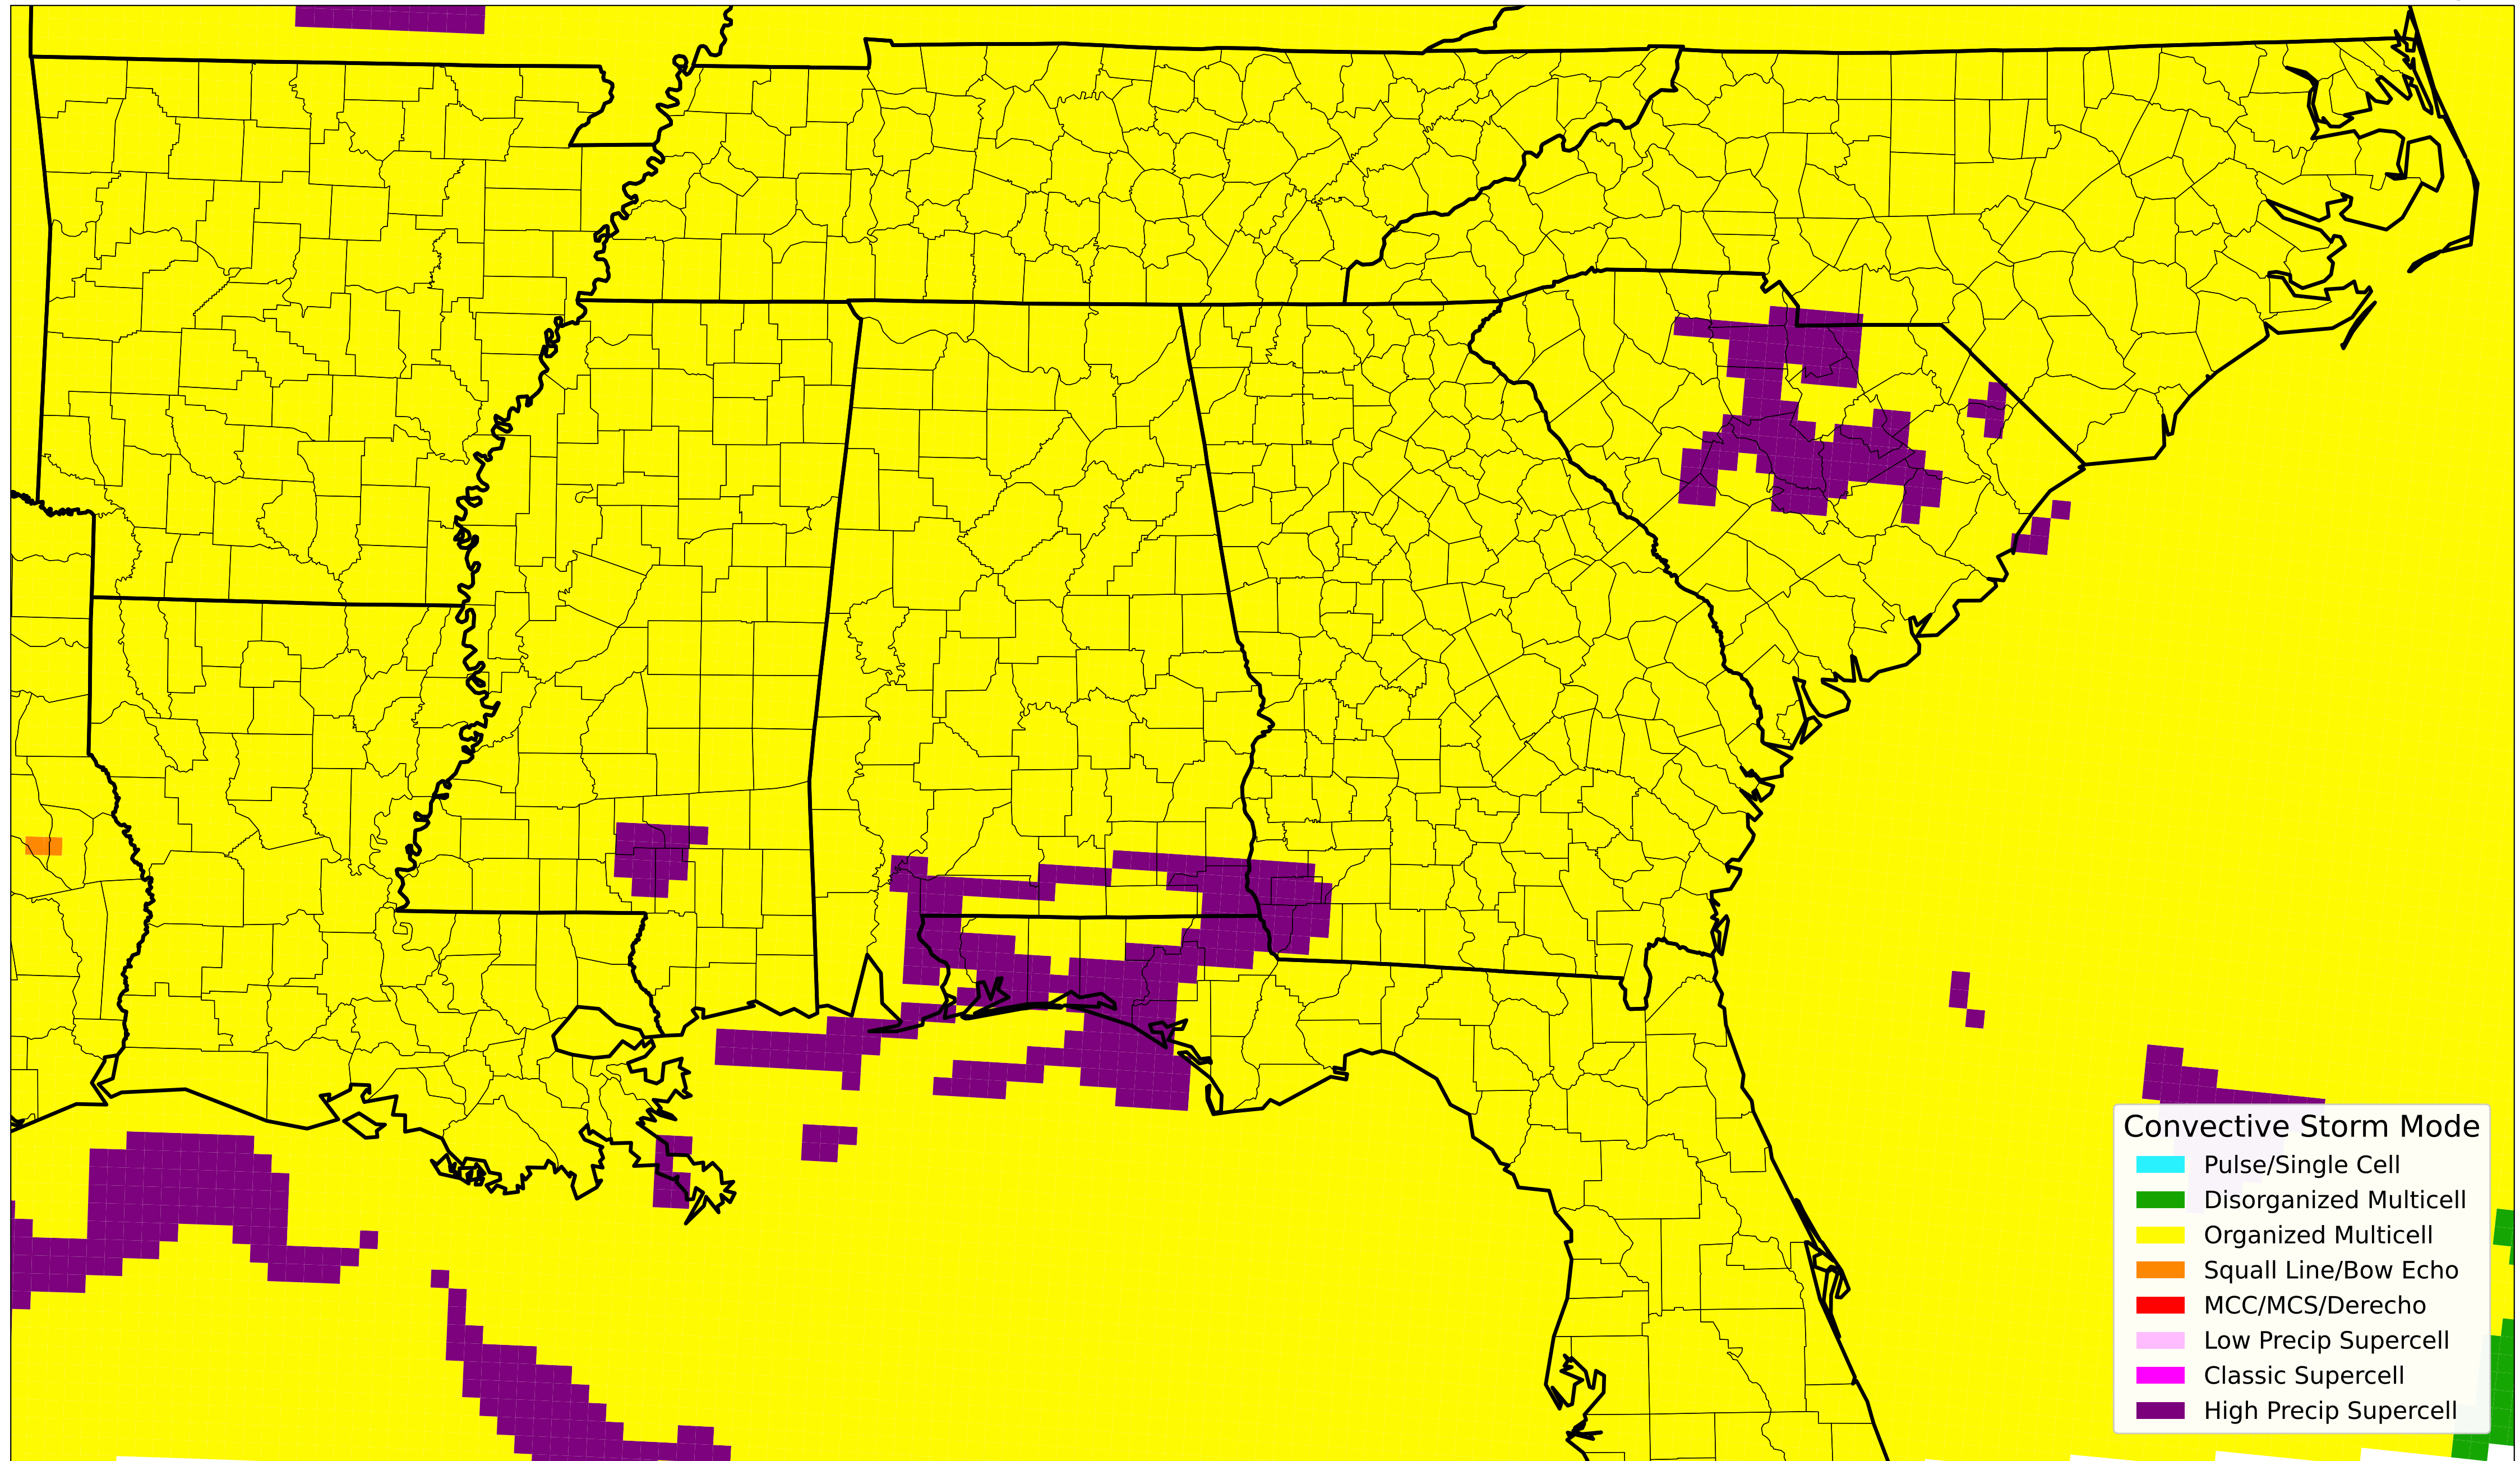 Convective Storm Mode
Pulse/Single Cell
Disorganized Multicell
Organized Multicell
Squall Line/Bow Echo
MCC/MCS/Derecho
Low Precip Supercell
Classic Supercell
High Precip Supercell